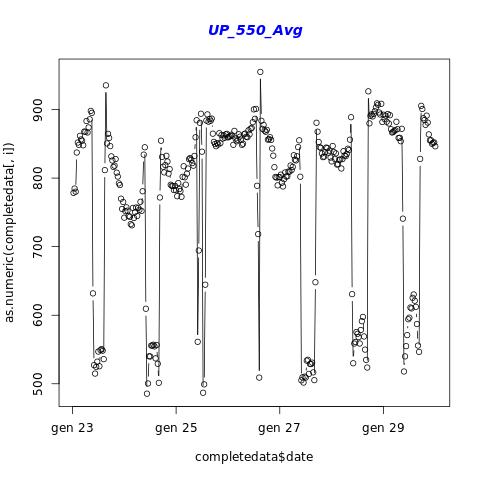 UP_550_Avg
as.numeric(completedata[, i])
900
800
700
600
500
gen 23
gen 25
gen 27
gen 29
completedata$date